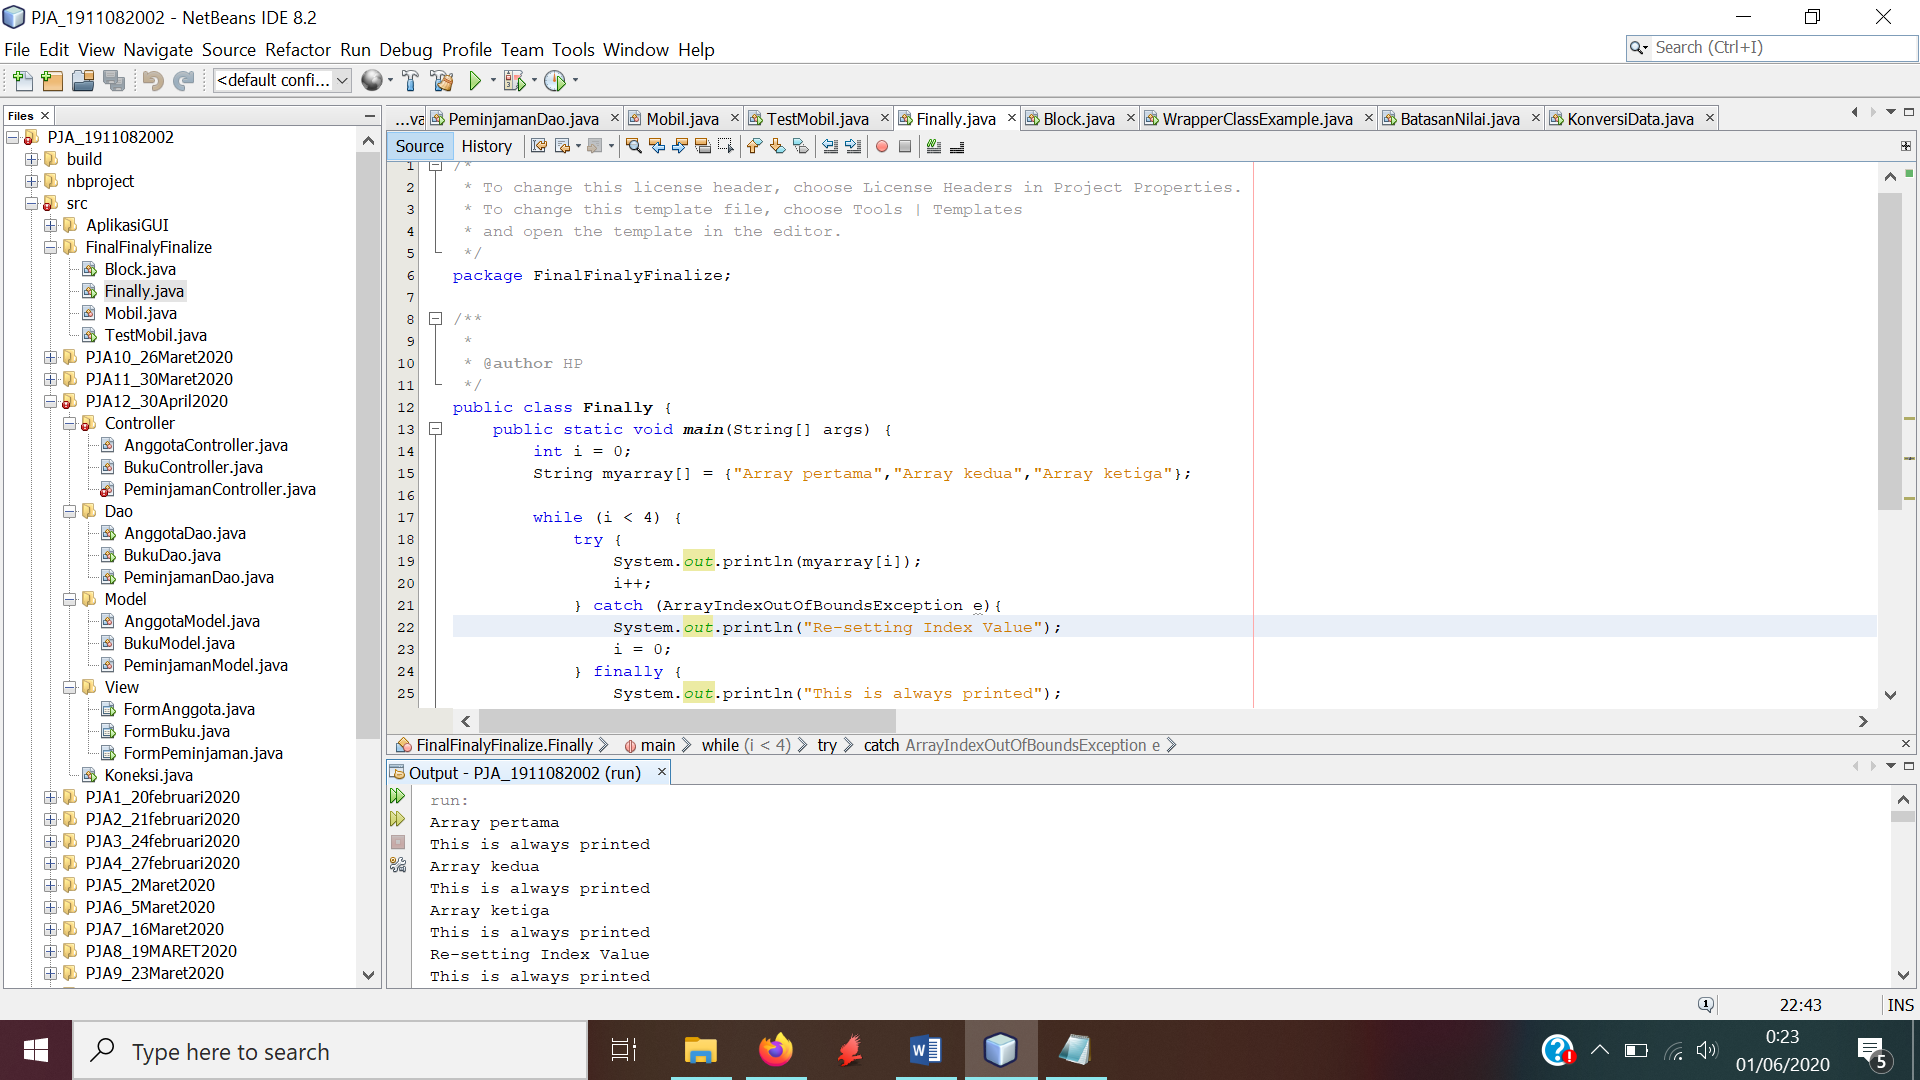 PJA_1911082002 - NetBeans IDE 8.2
File Edit View Navigate Source Refactor Run Debug Profile Team Tools Window Help
Search (Ctrl+I)
<default confi...
Files
PJA_1911082002
build
nbproject
src
AplikasiGUI
FinalFinalyFinalize
Block.java
Finally.java
Mobil.java
TestMobil.java
PJA10_26Maret2020
PJA11_30Maret2020
PJA12_30April2020
Controller
AnggotaController.java
BukuController.java
PeminjamanController.java
Dao
AnggotaDao.java
BukuDao.java
PeminjamanDao.java
Model
AnggotaModel.java
BukuModel.java
PeminjamanModel.java
View
FormAnggota.java
FormBuku.java
FormPeminjaman.java
Koneksi.java
PJA1_20februari2020
PJA2_21februari2020
PJA3_24februari2020
PJA4_27februari2020
PJA5_2Maret2020
PJA6_5Maret2020
PJA7_16Maret2020
PJA8_19MARET2020
PJA9_23Maret2020
...va PeminjamanDao.java Mobil.java TestMobil.java Finally.java Block.java WrapperClassExample.java BatasanNilai.java KonversiData.java
Source History
1 /*
2 * To change this license header, choose License Headers in Project Properties.
3 * To change this template file, choose Tools | Templates
4 * and open the template in the editor.
5 */
6 package FinalFinalyFinalize;
7
8 /**
9 *
10 * @author HP
11 */
12 public class Finally {
13 public static void main(String[] args) {
14 int i = 0;
15 String myarray[] = {"Array pertama","Array kedua","Array ketiga"};
16
17 while (i < 4) {
18 try {
19 System.out.println(myarray[i]);
20 i++;
21 } catch (ArrayIndexOutOfBoundsException e){
22 System.out.println("Re-setting Index Value");
23 i = 0;
24 } finally {
25 System.out.println("This is always printed");
FinalFinalyFinalize.Finally main while (i < 4) try catch ArrayIndexOutOfBoundsException e
Output - PJA_1911082002 (run)
run:
Array pertama
This is always printed
Array kedua
This is always printed
Array ketiga
This is always printed
Re-setting Index Value
This is always printed
22:43 INS
Type here to search
0:23
01/06/2020
5